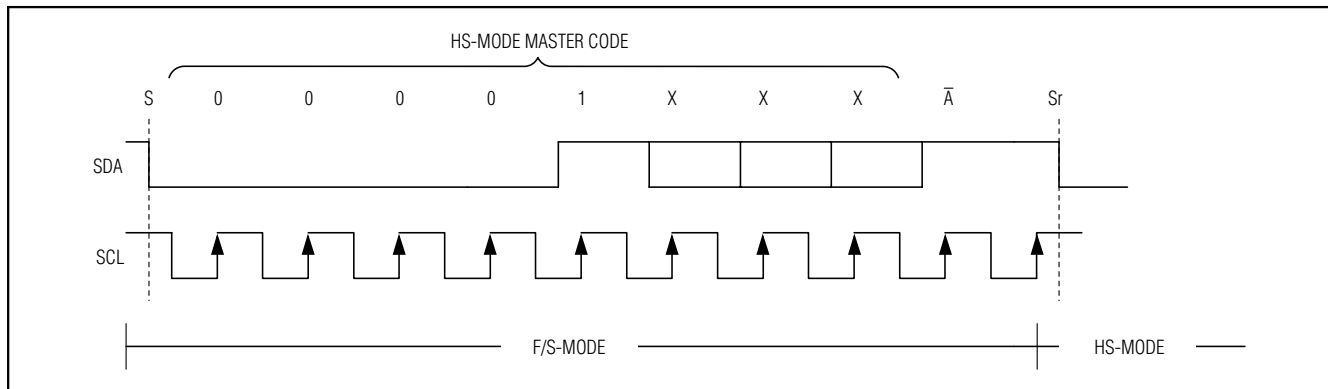 HS-MODE MASTER CODE
S 0 0 0 0 1 X X X A̅ Sr
SDA
SCL
F/S-MODE HS-MODE